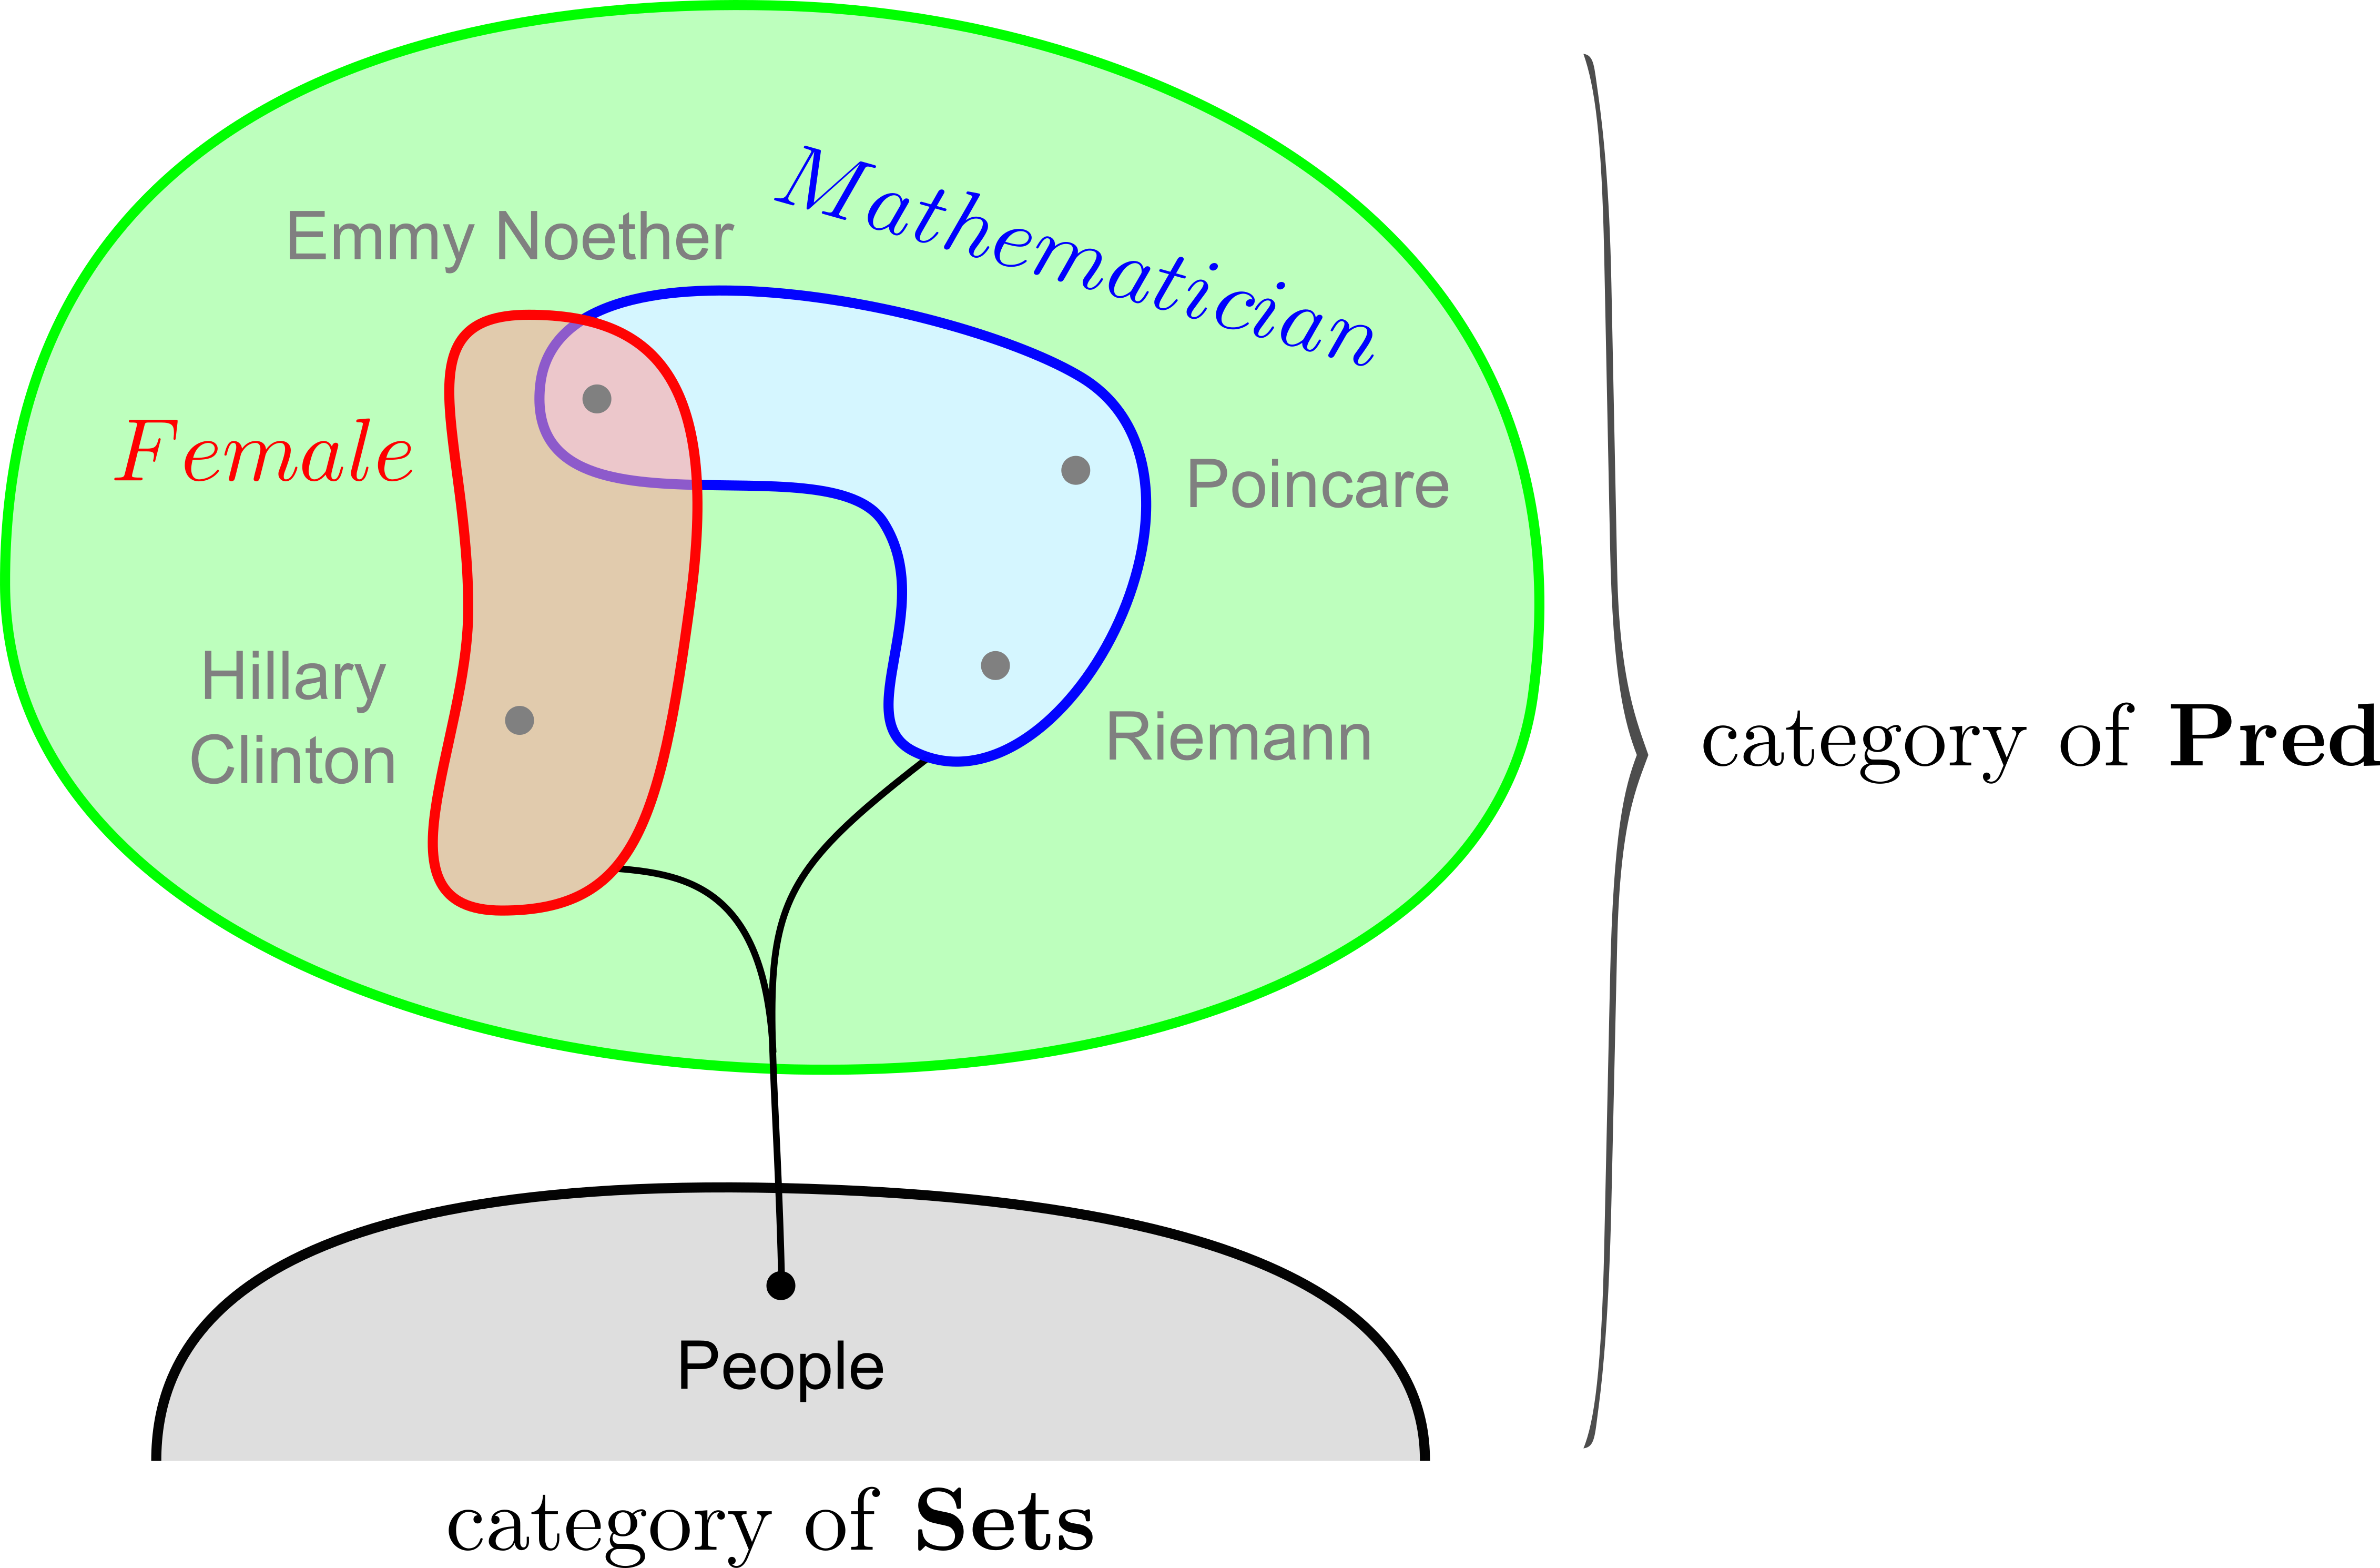 Mathematician
Emmy Noether
Female
Poincare
Hillary
Clinton
Riemann
category of Pred
People
category of Sets